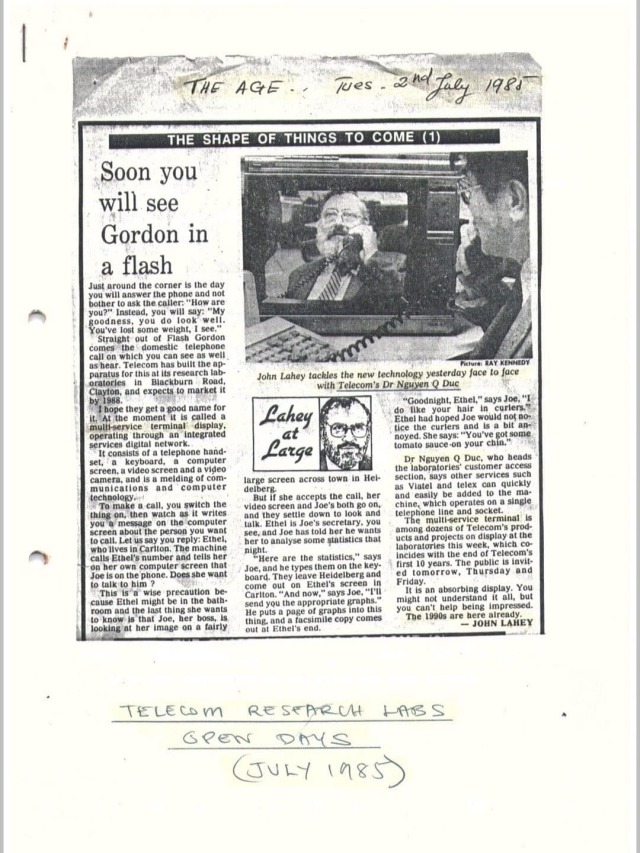 THE AGE.. Tues - 2nd July 1985
THE SHAPE OF THINGS TO COME (1)
Soon you
will see
Gordon in
a flash
Just around the corner is the day
you will answer the phone and not
bother to ask the caller: "How are
you?" Instead, you will say: "My
goodness, you do look well.
You've lost some weight, I see."
Straight out of Flash Gordon
comes the domestic telephone
call on which you can see as well
as hear. Telecom has built the ap-
paratus for this at its research lab-
oratories in Blackburn Road,
Clayton, and expects to market it
by 1988.
I hope they get a good name for
it. At the moment it is called a
multi-service terminal display,
operating through an integrated
services digital network.
It consists of a telephone hand-
set, a keyboard, a computer
screen, a video screen and a video
camera, and is a melding of com-
munications and computer
technology.
To make a call, you switch the
thing on, then watch as it writes
you a message on the computer
screen about the person you want
to call. Let us say you reply: Ethel,
who lives in Carlton. The machine
calls Ethel's number and tells her
on her own computer screen that
Joe is on the phone. Does she want
to talk to him ?
This is a wise precaution be-
cause Ethel might be in the bath-
room and the last thing she wants
to know is that Joe, her boss, is
looking at her image on a fairly
Picture: RAY KENNEDY
John Lahey tackles the new technology yesterday face to face
with Telecom's Dr Nguyen Q Duc
Lahey
at
Large
large screen across town in Hei-
delberg.
But if she accepts the call, her
video screen and Joe's both go on,
and they settle down to look and
talk. Ethel is Joe's secretary, you
see, and Joe has told her he wants
her to analyse some statistics that
night.
"Here are the statistics," says
Joe, and he types them on the key-
board. They leave Heidelberg and
come out on Ethel's screen in
Carlton. "And now," says Joe, "I'll
send you the appropriate graphs."
He puts a page of graphs into this
thing, and a facsimile copy comes
out at Ethel's end.
"Goodnight, Ethel," says Joe, "I
do like your hair in curlers."
Ethel had hoped Joe would not no-
tice the curlers and is a bit an-
noyed. She says: "You've got some
tomato sauce on your chin."
Dr Nguyen Q Duc, who heads
the laboratories' customer access
section, says other services such
as Viatel and telex can quickly
and easily be added to the ma-
chine, which operates on a single
telephone line and socket.
The multi-service terminal is
among dozens of Telecom's prod-
ucts and projects on display at the
laboratories this week, which co-
incides with the end of Telecom's
first 10 years. The public is invit-
ed tomorrow, Thursday and
Friday.
It is an absorbing display. You
might not understand it all, but
you can't help being impressed.
The 1990s are here already.
— JOHN LAHEY
TELECOM RESEARCH LABS
OPEN DAYS
(JULY 1985)